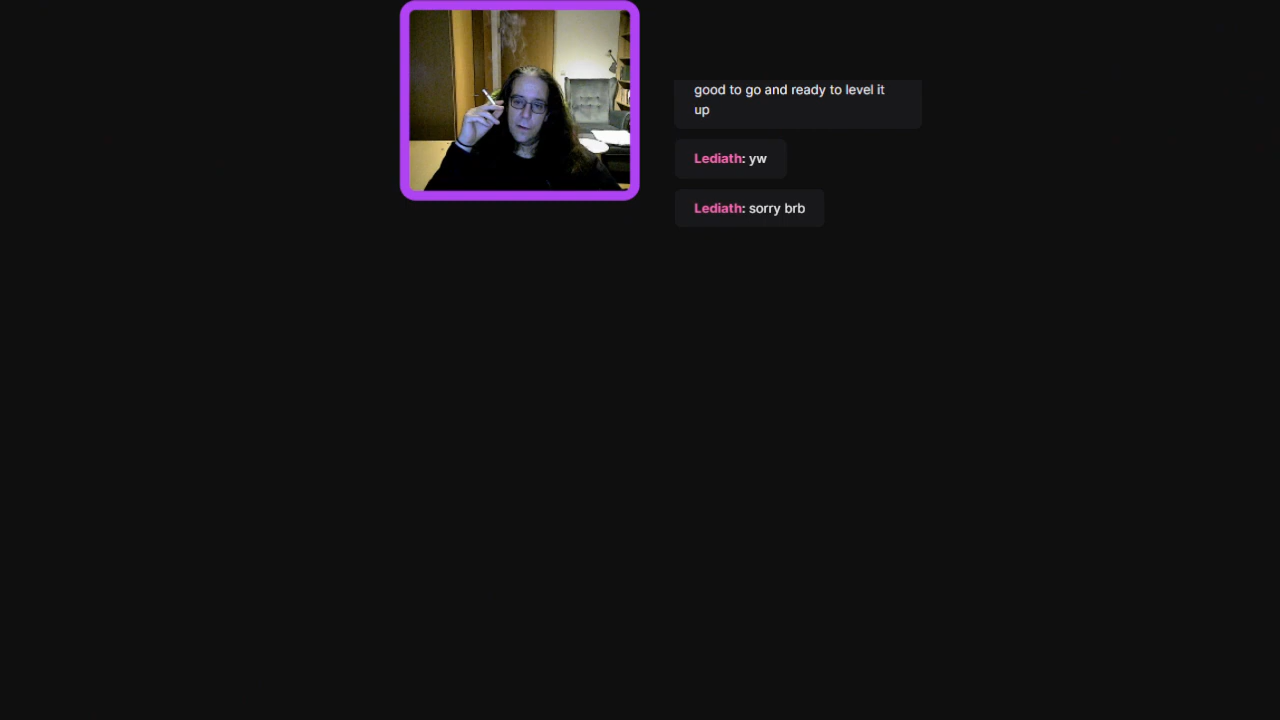 good to go and ready to level it
up
Lediath: yw
Lediath: sorry brb